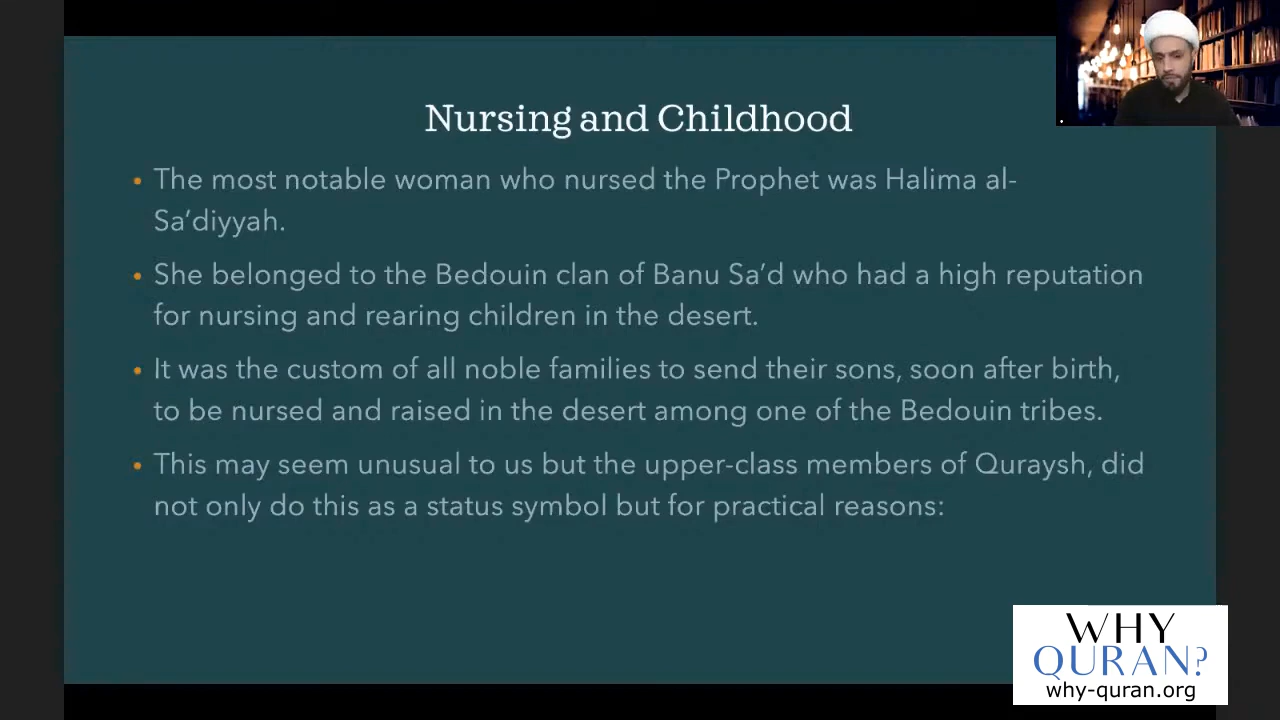 Nursing and Childhood
• The most notable woman who nursed the Prophet was Halima al-
Sa’diyyah.
• She belonged to the Bedouin clan of Banu Sa’d who had a high reputation
for nursing and rearing children in the desert.
• It was the custom of all noble families to send their sons, soon after birth,
to be nursed and raised in the desert among one of the Bedouin tribes.
• This may seem unusual to us but the upper-class members of Quraysh, did
not only do this as a status symbol but for practical reasons:
WHY
QURAN?
why-quran.org